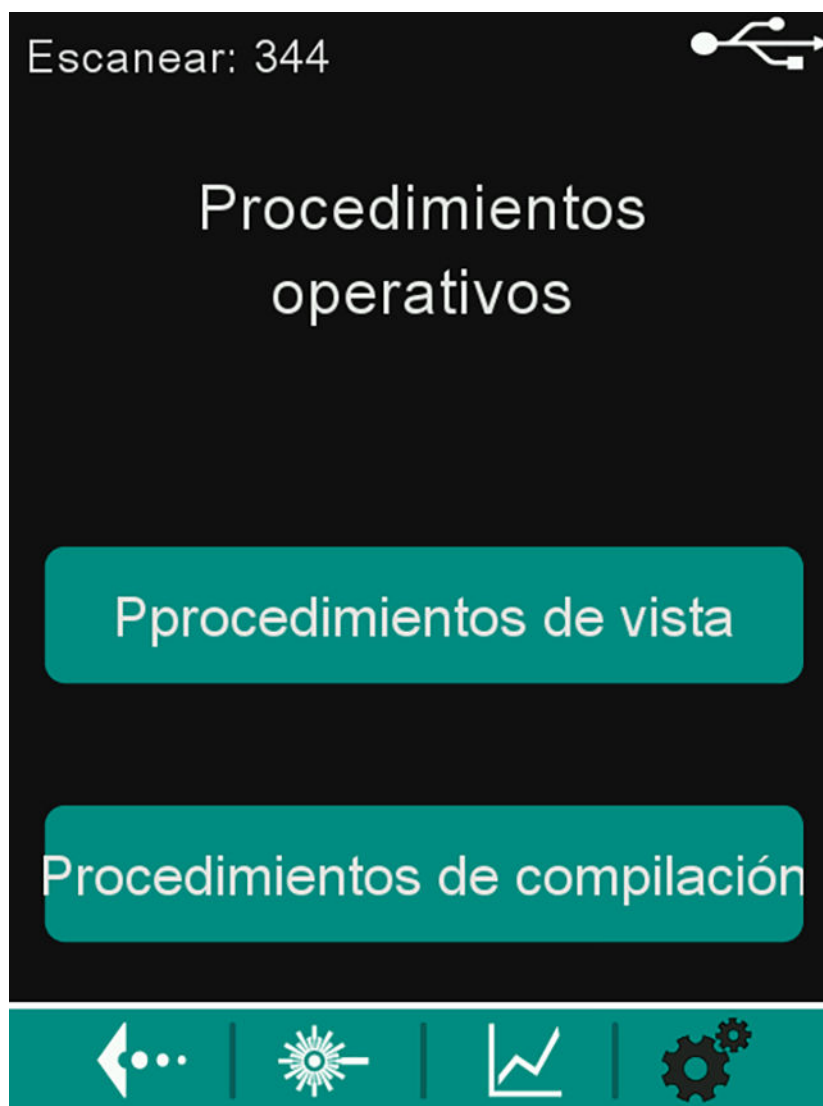 Escanear: 344
Procedimientos
operativos
Pprocedimientos de vista
Procedimientos de compilación